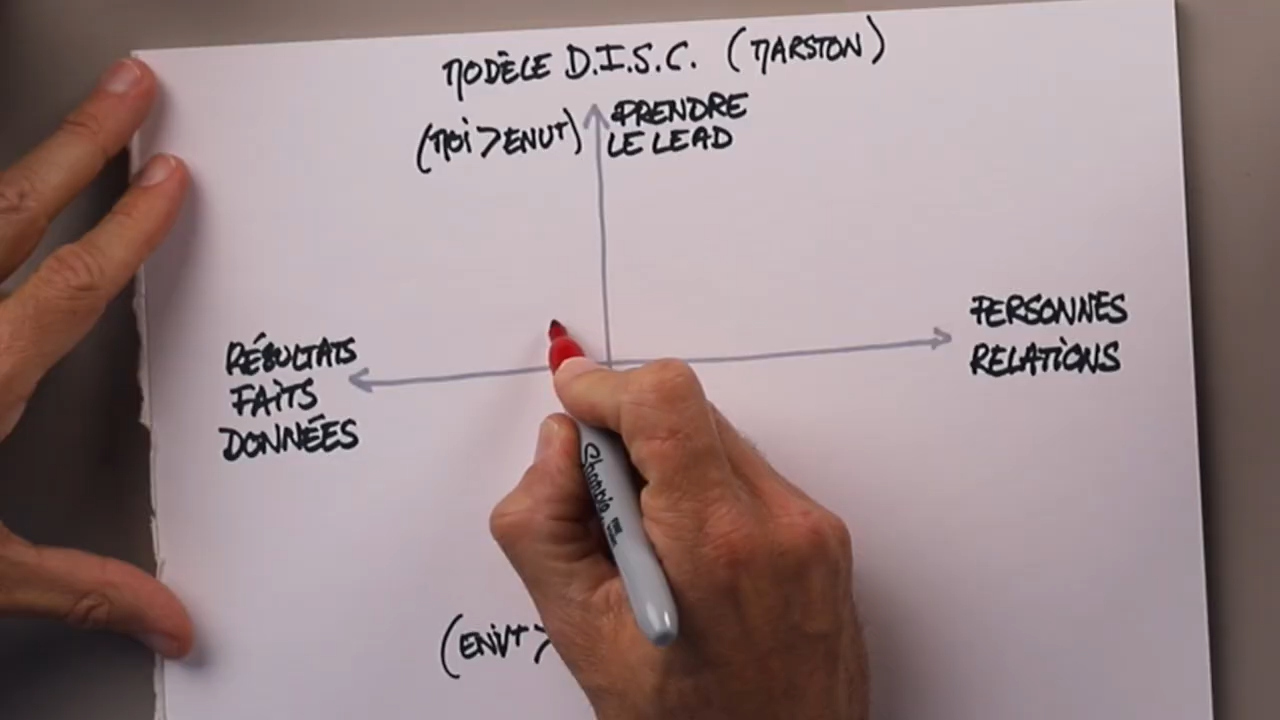 MODÈLE D.I.S.C. (MARSTON)
(MOI > ENVT)
PRENDRE
LE LEAD
PERSONNES
RELATIONS
RÉSULTATS
FAITS
DONNÉES
Sharpie
(ENVT >